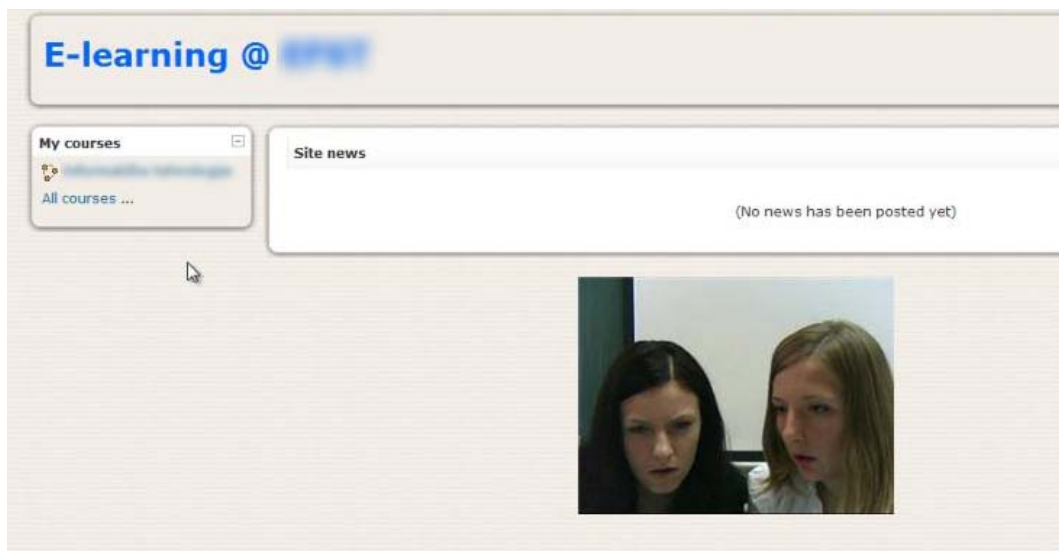 E-learning @
My courses
All courses ...
Site news
(No news has been posted yet)